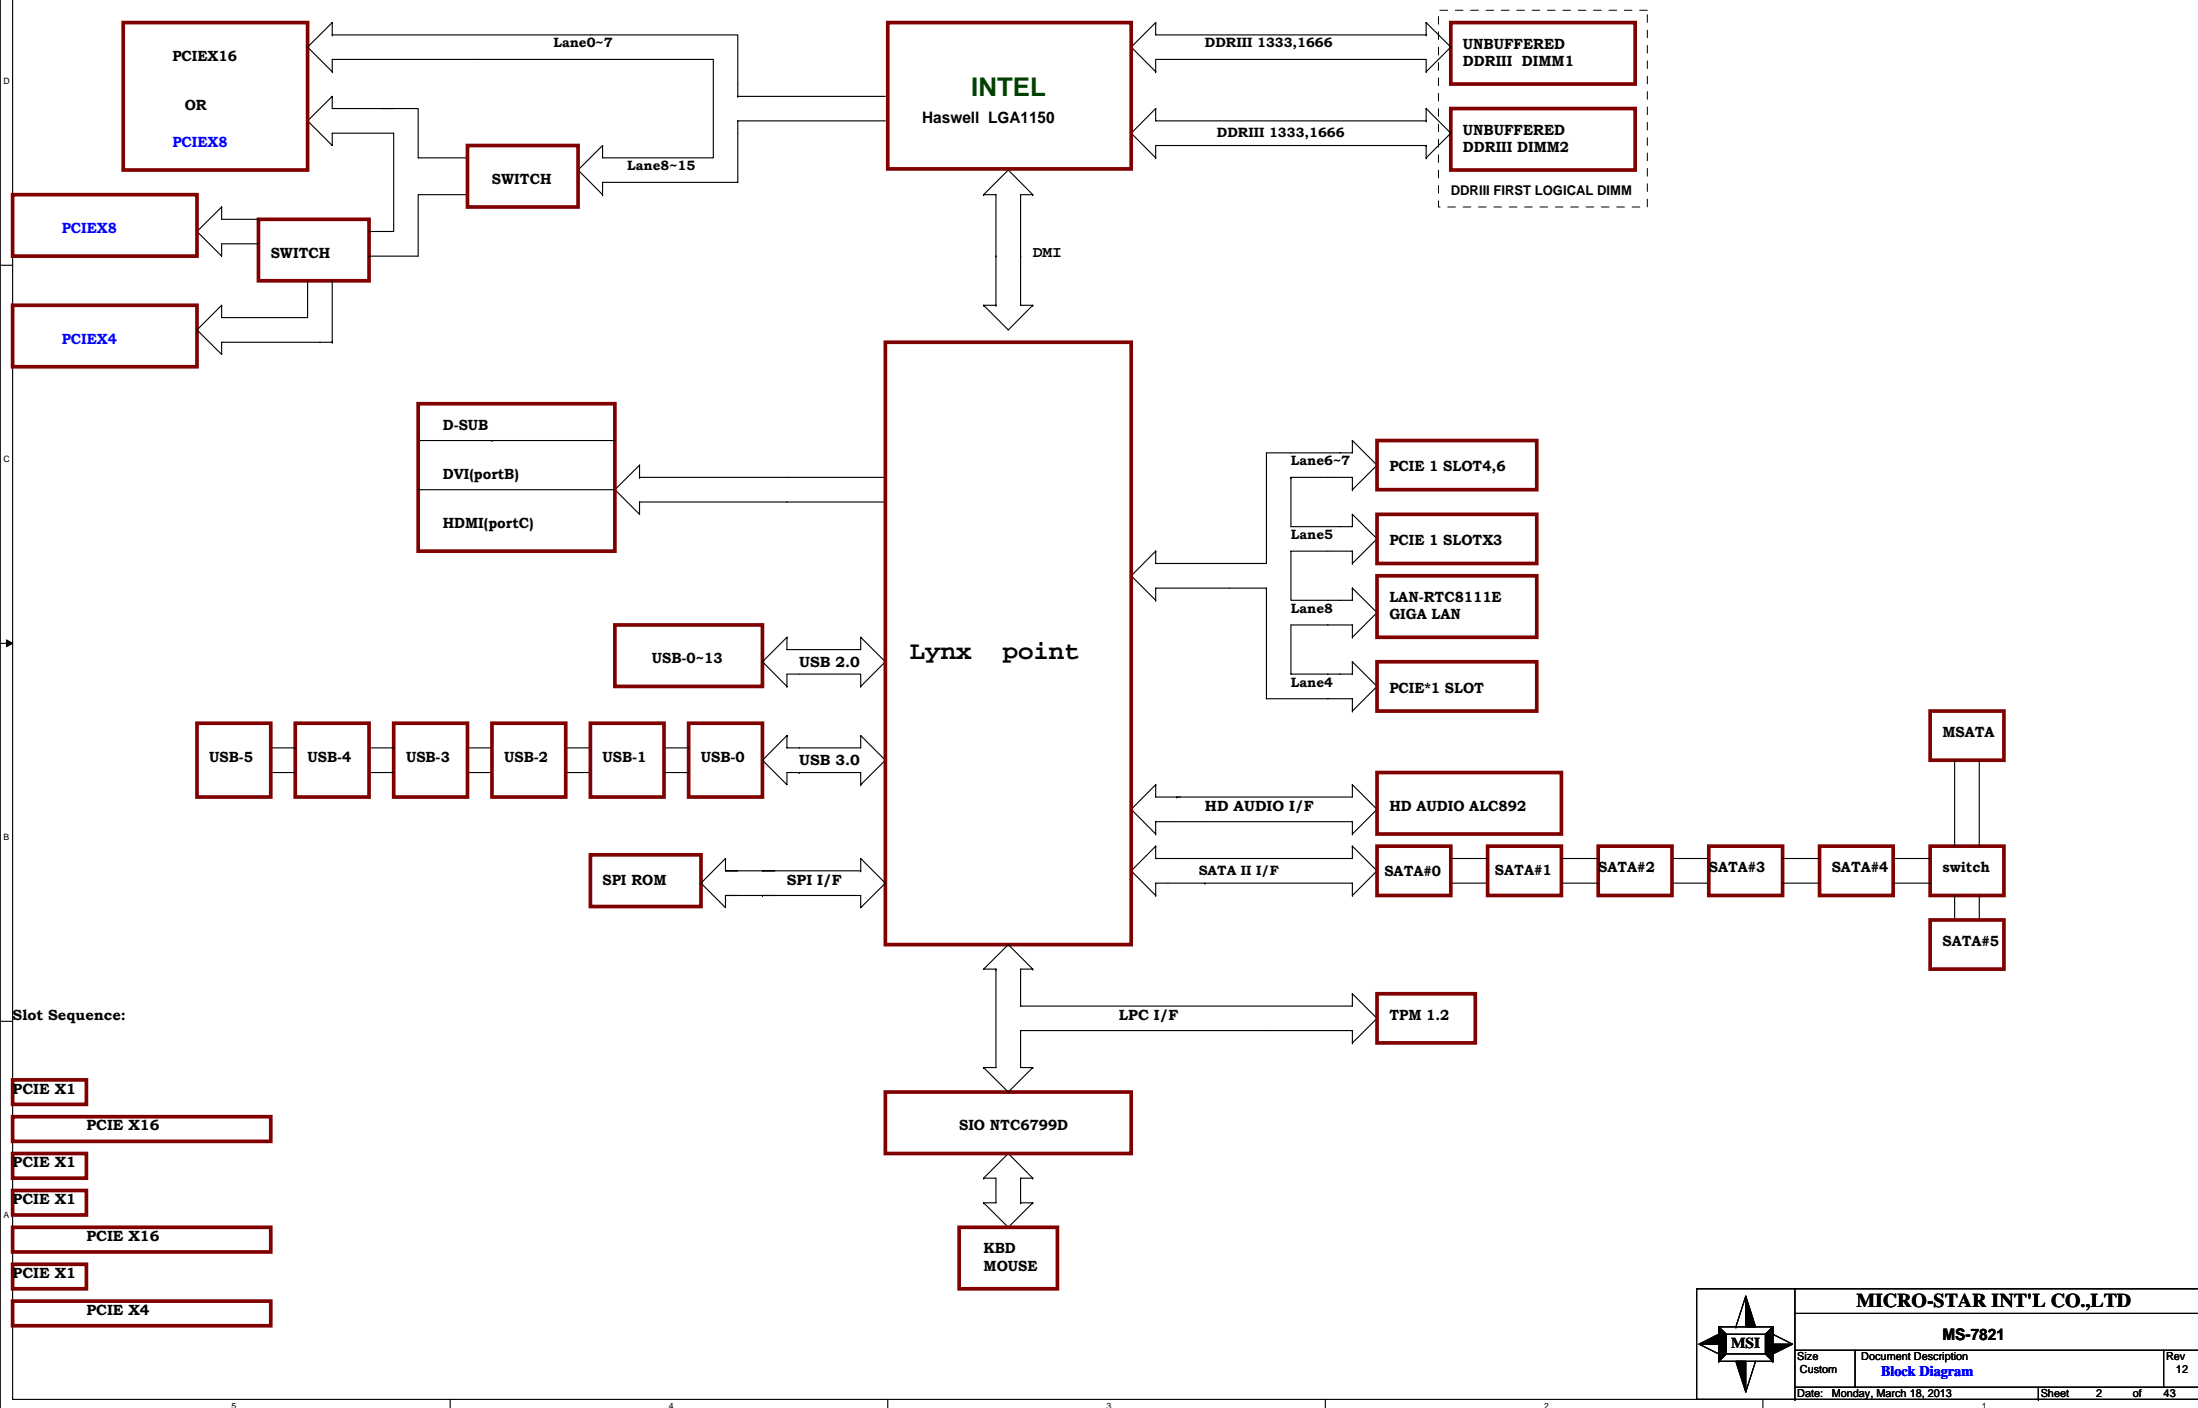 D
PCIEX16
OR
PCIEX8
Lane0~7
INTEL
Haswell LGA1150
DDRIII 1333,1666
UNBUFFERED
DDRIII DIMM1
DDRIII 1333,1666
UNBUFFERED
DDRIII DIMM2
DDRIII FIRST LOGICAL DIMM
Lane8~15
SWITCH
PCIEX8
SWITCH
DMI
PCIEX4
D-SUB
DVI(portB)
HDMI(portC)
C
Lane6~7
PCIE 1 SLOT4,6
Lane5
PCIE 1 SLOTX3
Lane8
LAN-RTC8111E
GIGA LAN
Lane4
PCIE*1 SLOT
Lynx point
USB-0~13
USB 2.0
USB-5
USB-4
USB-3
USB-2
USB-1
USB-0
USB 3.0
MSATA
HD AUDIO I/F
HD AUDIO ALC892
B
SPI ROM
SPI I/F
SATA II I/F
SATA#0
SATA#1
SATA#2
SATA#3
SATA#4
switch
SATA#5
LPC I/F
TPM 1.2
Slot Sequence:
PCIE X1
PCIE X16
PCIE X1
PCIE X1
A
PCIE X16
PCIE X1
PCIE X4
SIO NTC6799D
KBD
MOUSE
MSI
MICRO-STAR INT'L CO.,LTD
MS-7821
Size
Custom
Document Description
Block Diagram
Rev
12
Date: Monday, March 18, 2013
Sheet 2 of 43
5
4
3
2
1